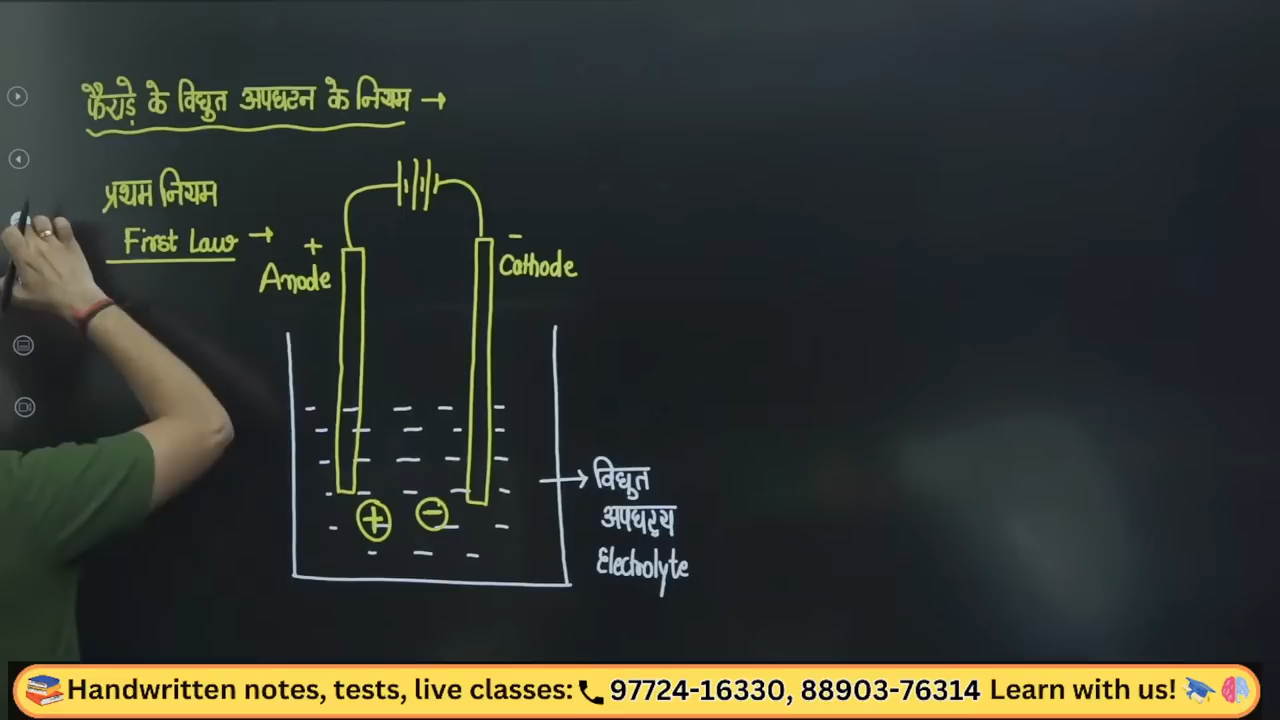 फैराडे के विद्युत अपघटन के नियम →
प्रथम नियम
First Law →
+
Anode
-
Cathode
+
-
→ विद्युत
अपघट्य
Electrolyte
Handwritten notes, tests, live classes: 97724-16330, 88903-76314 Learn with us!